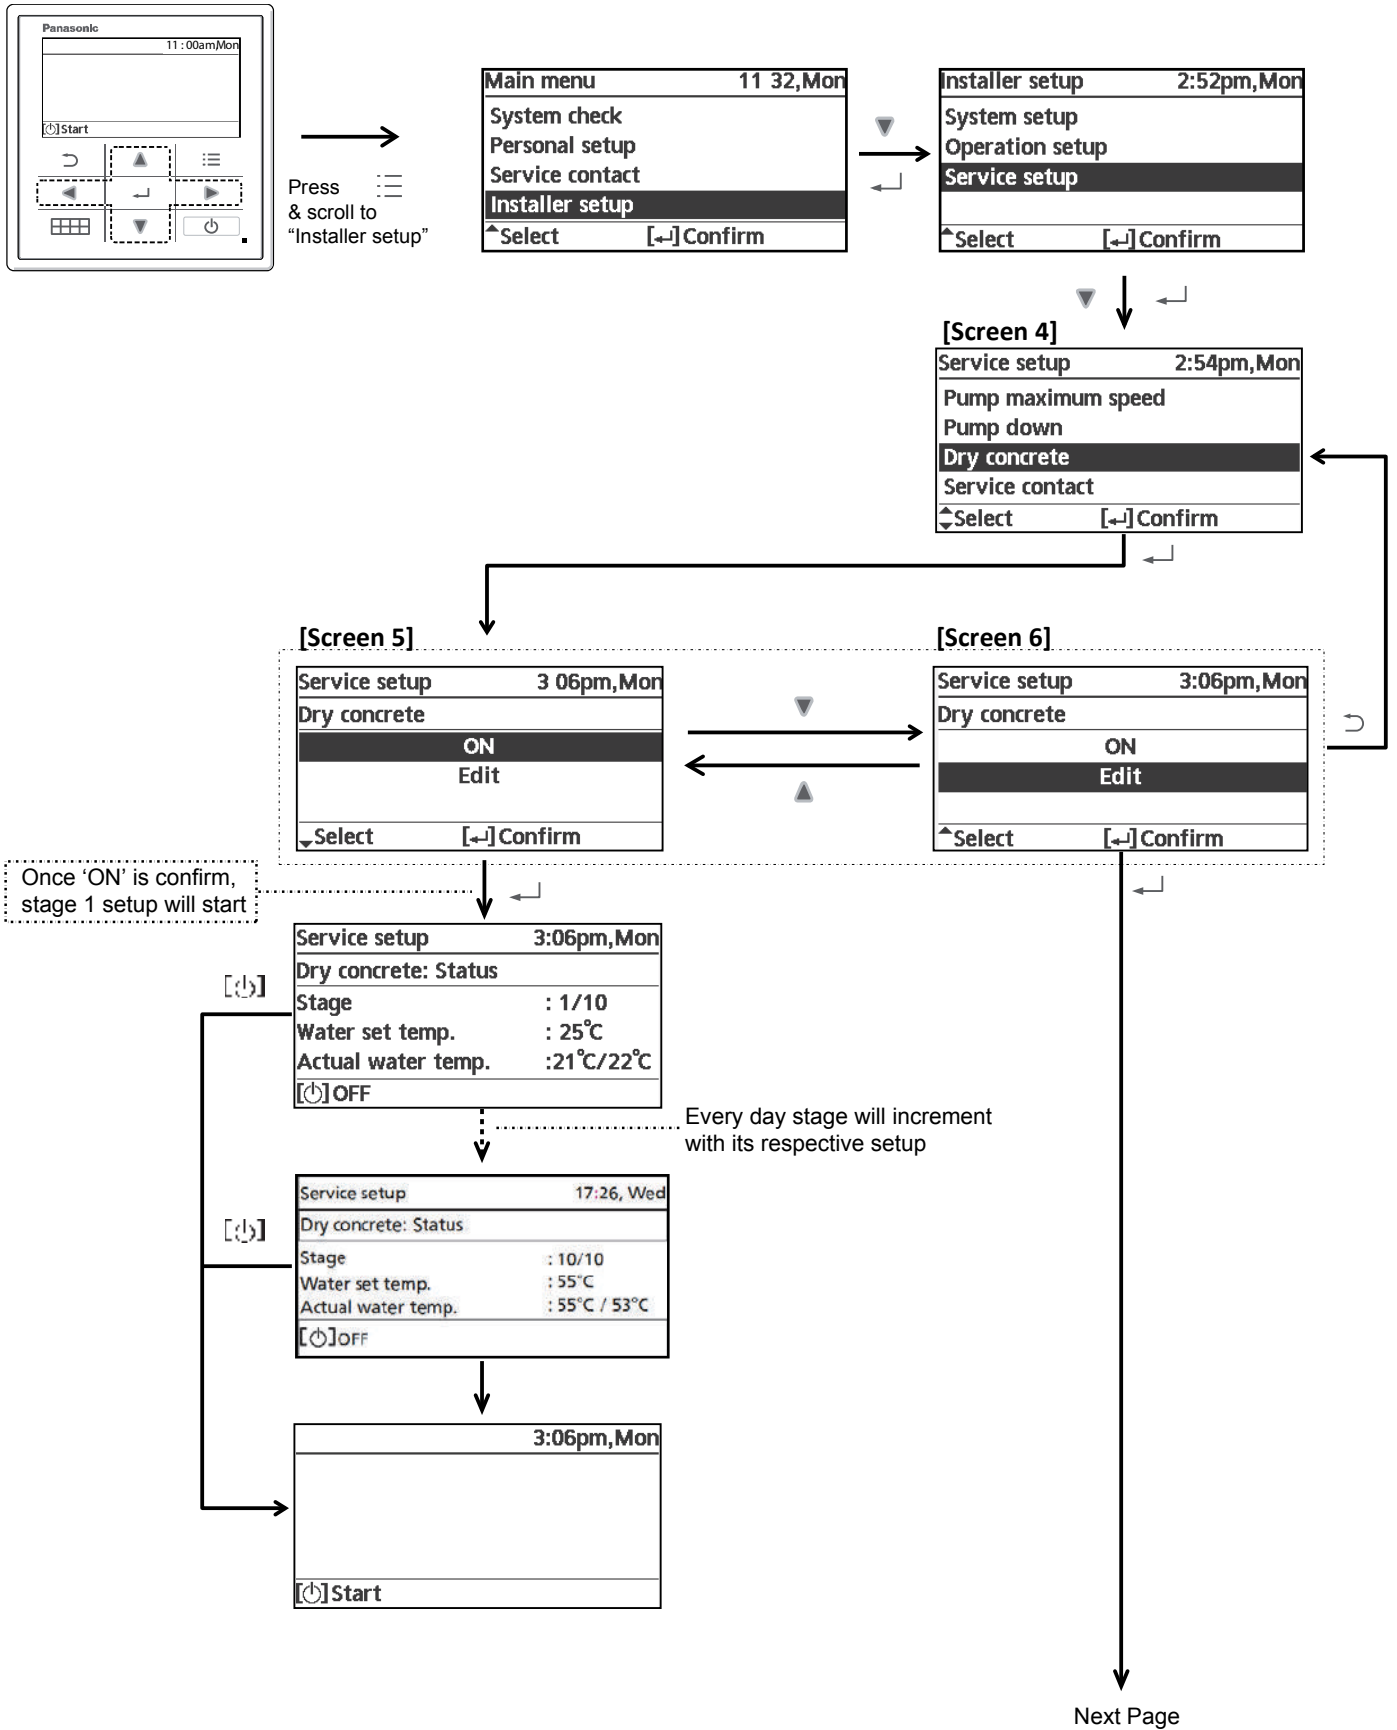 Panasonic
11 : 00am,Mon
[⏻]Start
Press
& scroll to
“Installer setup”
Main menu 11 32,Mon
System check
Personal setup
Service contact
Installer setup
Select [↵]Confirm
Installer setup 2:52pm,Mon
System setup
Operation setup
Service setup
Select [↵]Confirm
[Screen 4]
Service setup 2:54pm,Mon
Pump maximum speed
Pump down
Dry concrete
Service contact
Select [↵]Confirm
[Screen 5]
Service setup 3 06pm,Mon
Dry concrete
ON
Edit
Select [↵]Confirm
[Screen 6]
Service setup 3:06pm,Mon
Dry concrete
ON
Edit
Select [↵]Confirm
Once ‘ON’ is confirm,
stage 1 setup will start
Service setup 3:06pm,Mon
Dry concrete: Status
Stage : 1/10
Water set temp. : 25°C
Actual water temp. :21°C/22°C
[⏻]OFF
[⏻]
Every day stage will increment
with its respective setup
Service setup 17:26, Wed
Dry concrete: Status
Stage : 10/10
Water set temp. : 55°C
Actual water temp. : 55°C / 53°C
[⏻]OFF
[⏻]
3:06pm,Mon
[⏻]Start
Next Page